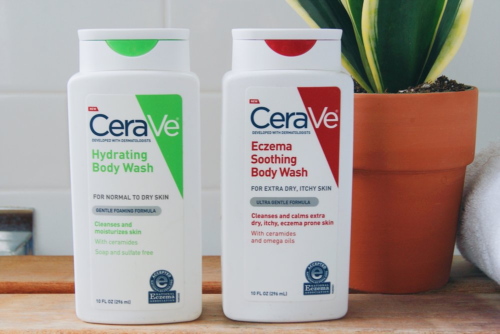 NEW
CeraVe
DEVELOPED WITH DERMATOLOGISTS
Hydrating
Body Wash
FOR NORMAL TO DRY SKIN
GENTLE FOAMING FORMULA
Cleanses and
moisturizes skin
With ceramides
Soap and sulfate free
Eczema
10 FL OZ (296 mL)
NEW
CeraVe
DEVELOPED WITH DERMATOLOGISTS
Eczema
Soothing
Body Wash
FOR EXTRA DRY, ITCHY SKIN
ULTRA GENTLE FORMULA
Cleanses and calms extra
dry, itchy, eczema prone skin
With ceramides
and omega oils
Eczema
10 FL OZ (296 mL)